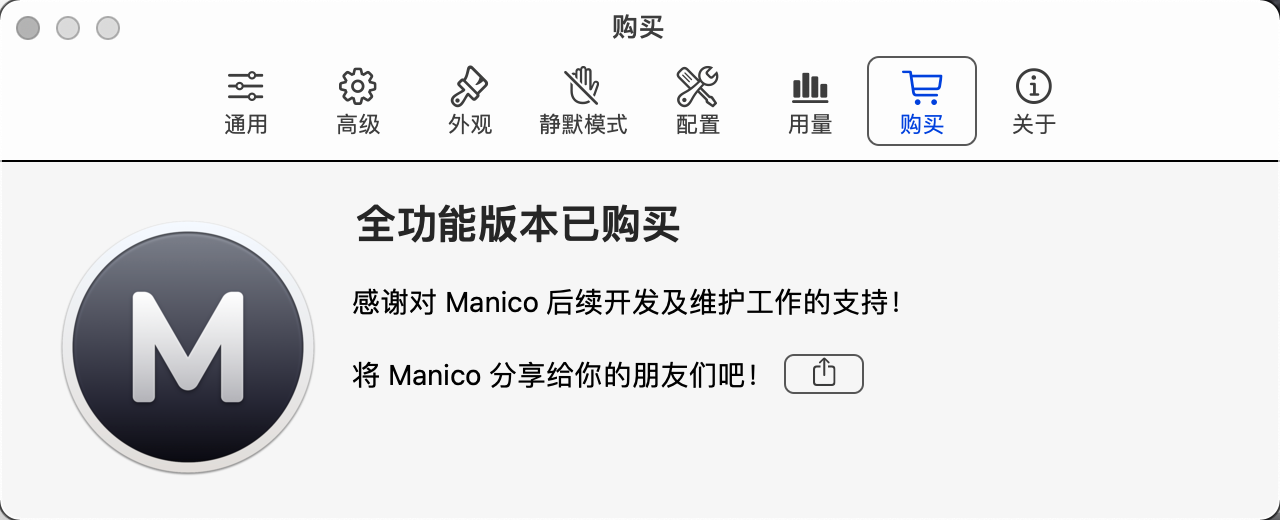 购买
通用 高级 外观 静默模式 配置 用量 购买 关于
全功能版本已购买
感谢对 Manico 后续开发及维护工作的支持！
将 Manico 分享给你的朋友们吧！
M